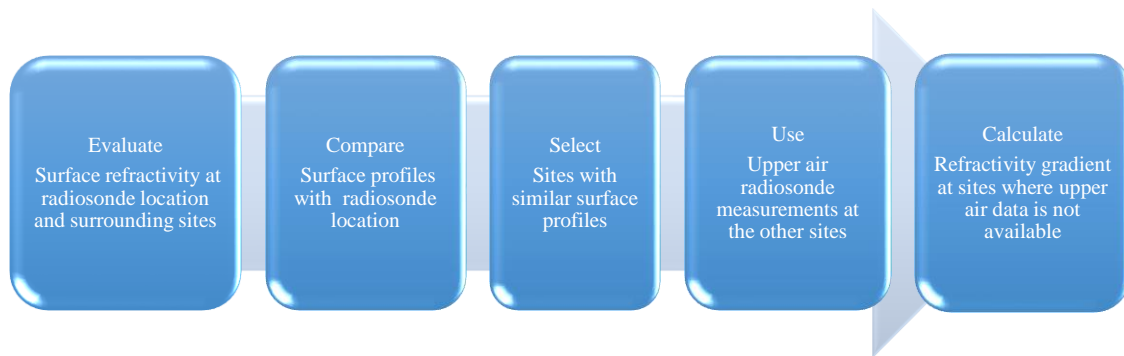 Evaluate
Surface refractivity at
radiosonde location
and surrounding sites
Compare
Surface profiles
with radiosonde
location
Select
Sites with
similar surface
profiles
Use
Upper air
radiosonde
measurements at
the other sites
Calculate
Refractivity gradient
at sites where upper
air data is not
available